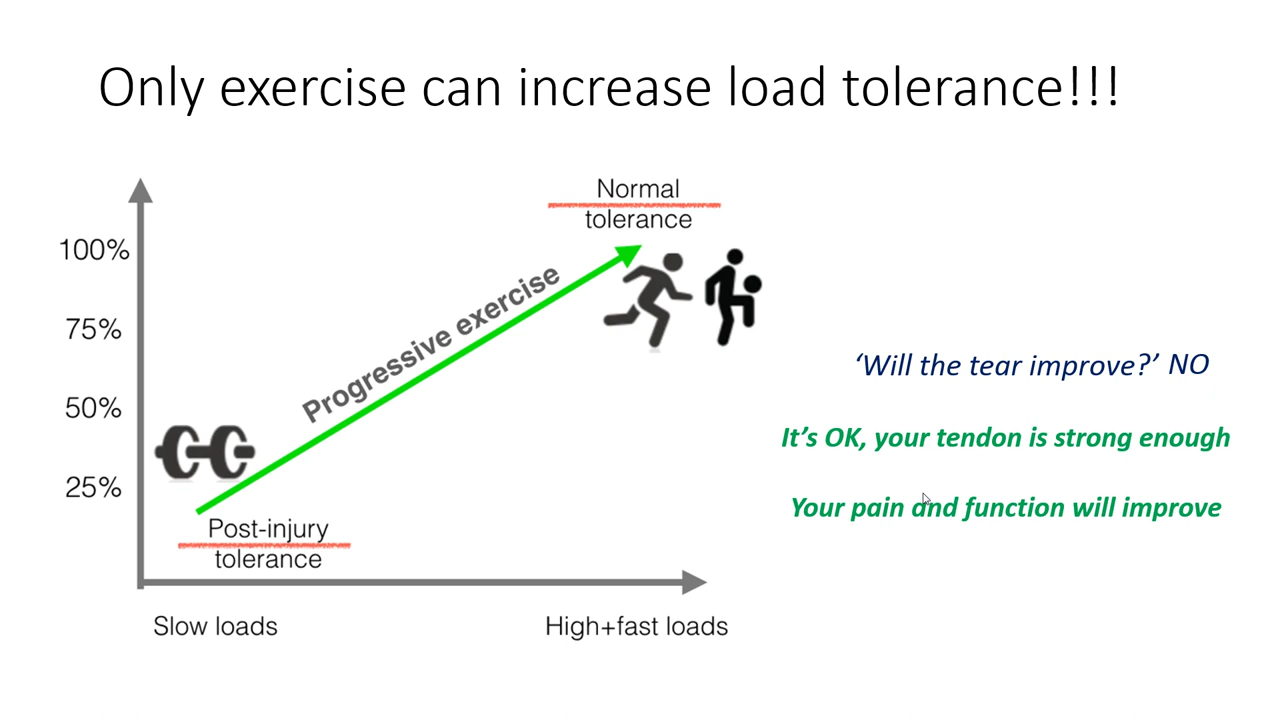 Only exercise can increase load tolerance!!!
Normal
tolerance
100%
75%
50%
25%
Progressive exercise
Post-injury
tolerance
Slow loads
High+fast loads
‘Will the tear improve?’ NO
It’s OK, your tendon is strong enough
Your pain and function will improve